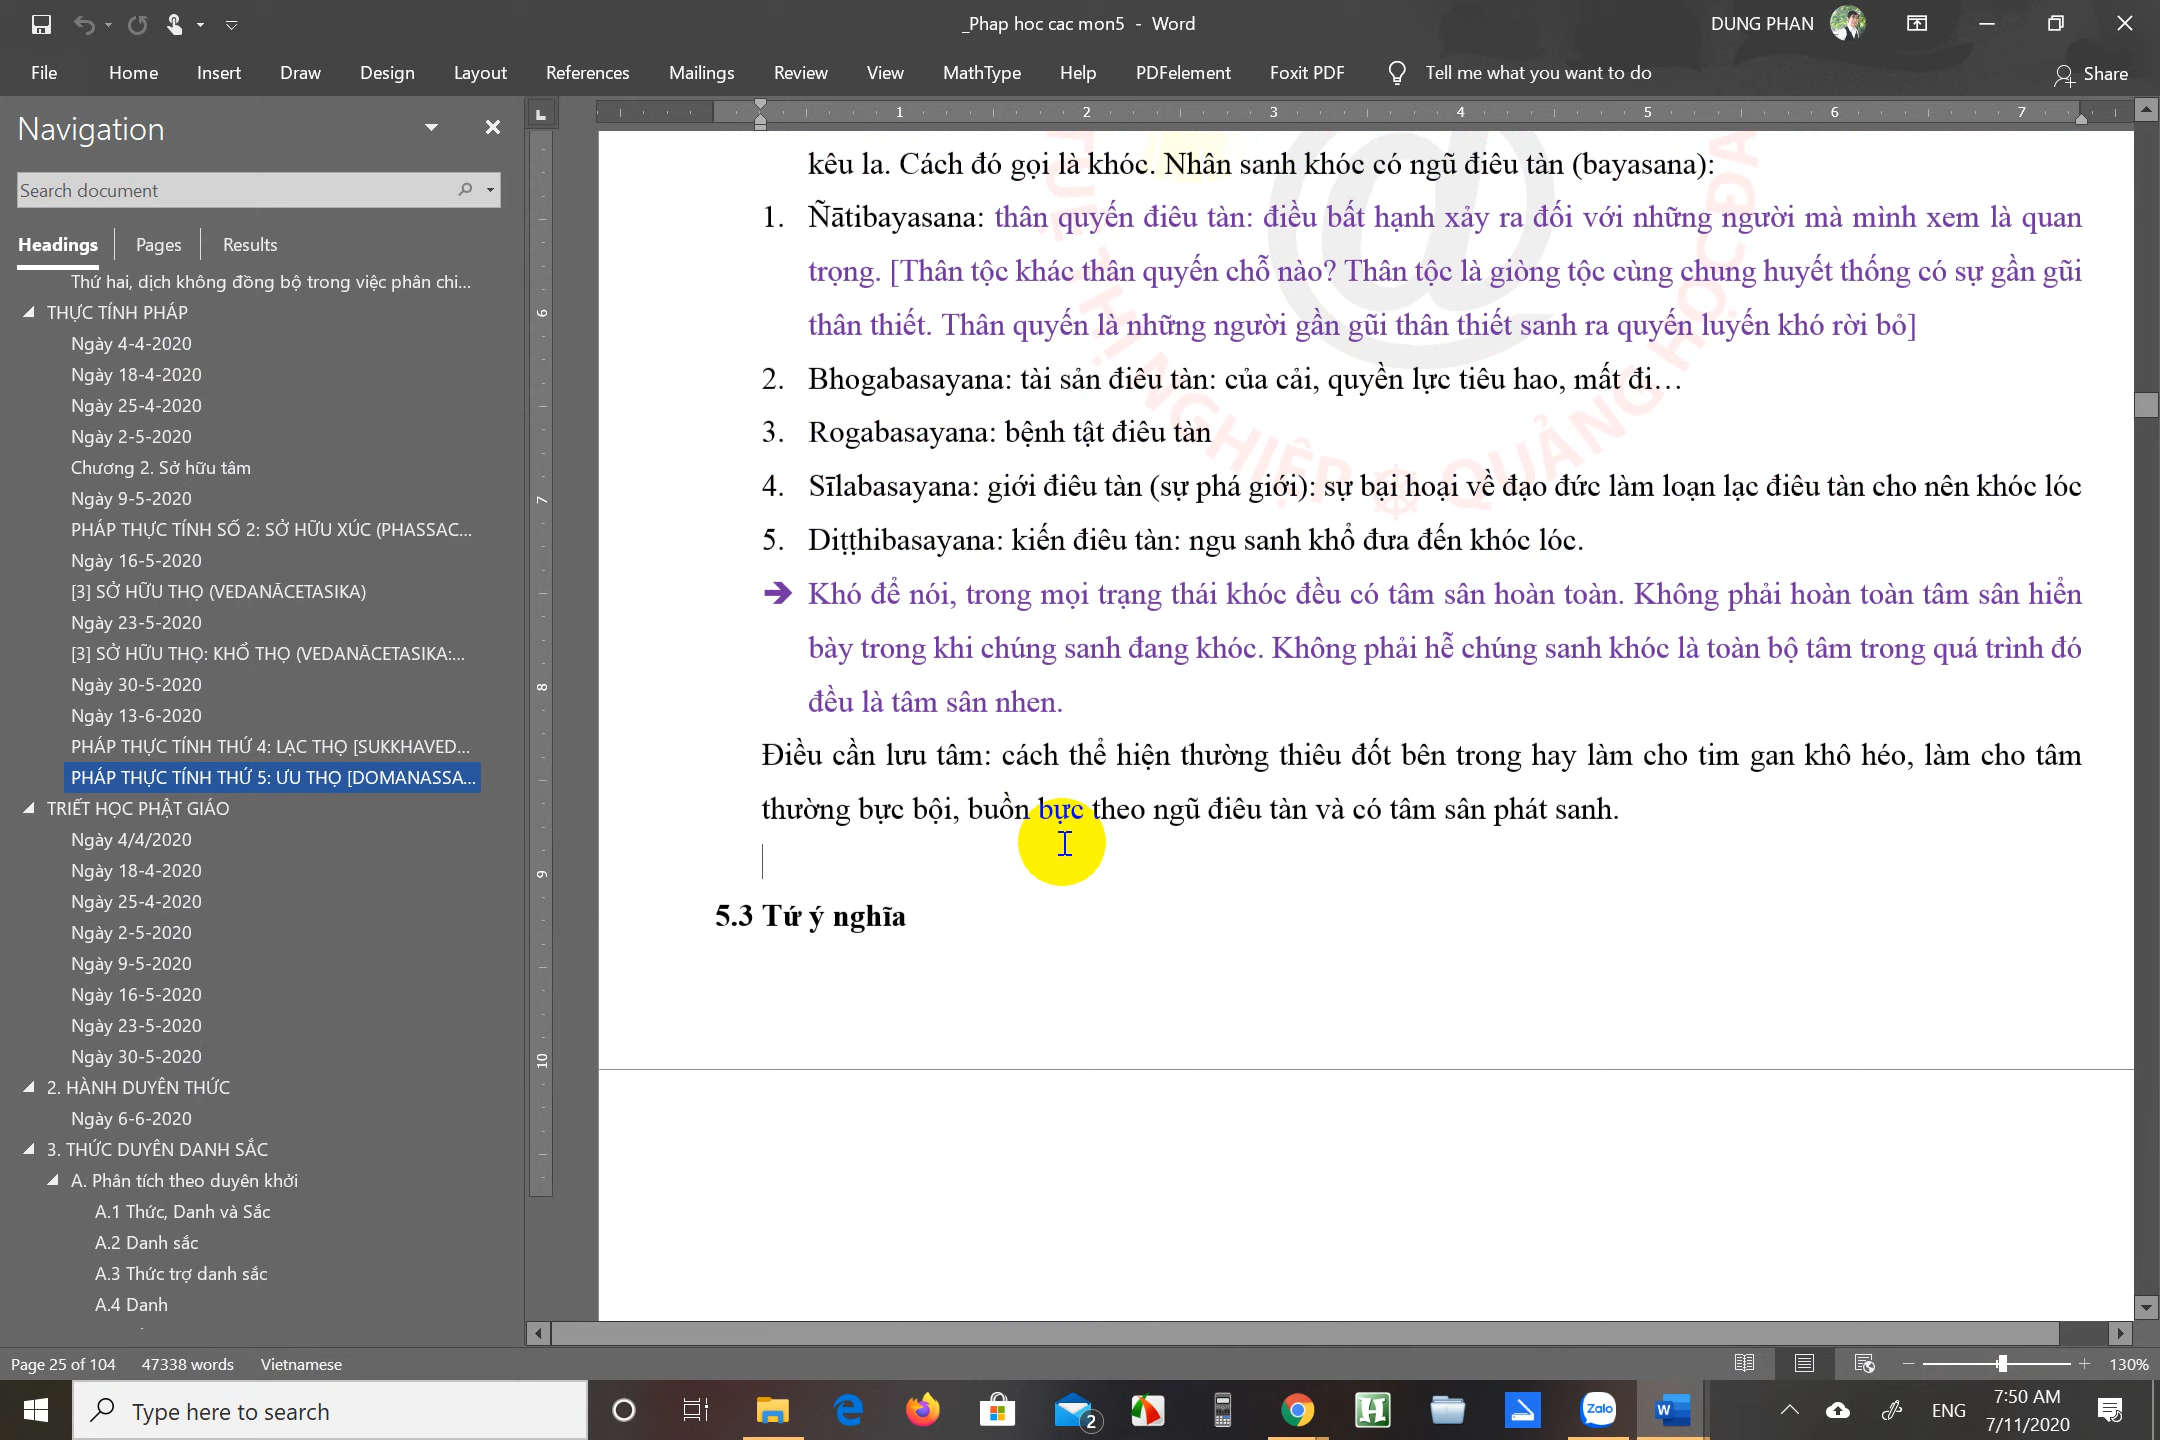 _Phap hoc cac mon5 - Word
DUNG PHAN
File Home Insert Draw Design Layout References Mailings Review View MathType Help PDFelement Foxit PDF Tell me what you want to do Share
Navigation
Search document
Headings Pages Results
Thứ hai, dịch không đồng bộ trong việc phân chi...
THỰC TÍNH PHÁP
Ngày 4-4-2020
Ngày 18-4-2020
Ngày 25-4-2020
Ngày 2-5-2020
Chương 2. Sở hữu tâm
Ngày 9-5-2020
PHÁP THỰC TÍNH SỐ 2: SỞ HỮU XÚC (PHASSAC...
Ngày 16-5-2020
[3] SỞ HỮU THỌ (VEDANĀCETASIKA)
Ngày 23-5-2020
[3] SỞ HỮU THỌ: KHỔ THỌ (VEDANĀCETASIKA:...
Ngày 30-5-2020
Ngày 13-6-2020
PHÁP THỰC TÍNH THỨ 4: LẠC THỌ [SUKKHAVED...
PHÁP THỰC TÍNH THỨ 5: ƯU THỌ [DOMANASSA...
TRIẾT HỌC PHẬT GIÁO
Ngày 4/4/2020
Ngày 18-4-2020
Ngày 25-4-2020
Ngày 2-5-2020
Ngày 9-5-2020
Ngày 16-5-2020
Ngày 23-5-2020
Ngày 30-5-2020
2. HÀNH DUYÊN THỨC
Ngày 6-6-2020
3. THỨC DUYÊN DANH SẮC
A. Phân tích theo duyên khởi
A.1 Thức, Danh và Sắc
A.2 Danh sắc
A.3 Thức trợ danh sắc
A.4 Danh
L
1 2 3 4 5 6 7
6
7
8
9
10
kêu la. Cách đó gọi là khóc. Nhân sanh khóc có ngũ điêu tàn (bayasana):
1. Ñātibayasana: thân quyến điêu tàn: điều bất hạnh xảy ra đối với những người mà mình xem là quan
trọng. [Thân tộc khác thân quyến chỗ nào? Thân tộc là giòng tộc cùng chung huyết thống có sự gần gũi
thân thiết. Thân quyến là những người gần gũi thân thiết sanh ra quyến luyến khó rời bỏ]
2. Bhogabasayana: tài sản điêu tàn: của cải, quyền lực tiêu hao, mất đi…
3. Rogabasayana: bệnh tật điêu tàn
4. Sīlabasayana: giới điêu tàn (sự phá giới): sự bại hoại về đạo đức làm loạn lạc điêu tàn cho nên khóc lóc
5. Diṭṭhibasayana: kiến điêu tàn: ngu sanh khổ đưa đến khóc lóc.
➔ Khó để nói, trong mọi trạng thái khóc đều có tâm sân hoàn toàn. Không phải hoàn toàn tâm sân hiển
bày trong khi chúng sanh đang khóc. Không phải hễ chúng sanh khóc là toàn bộ tâm trong quá trình đó
đều là tâm sân nhen.
Điều cần lưu tâm: cách thể hiện thường thiêu đốt bên trong hay làm cho tim gan khô héo, làm cho tâm
thường bực bội, buồn bực theo ngũ điêu tàn và có tâm sân phát sanh.
5.3 Tứ ý nghĩa
TUỆ THỊ NGHIỆP QUẢNG HỌC ĐA
@
Page 25 of 104 47338 words Vietnamese
130%
Type here to search
2
Zalo
ENG
7:50 AM
7/11/2020